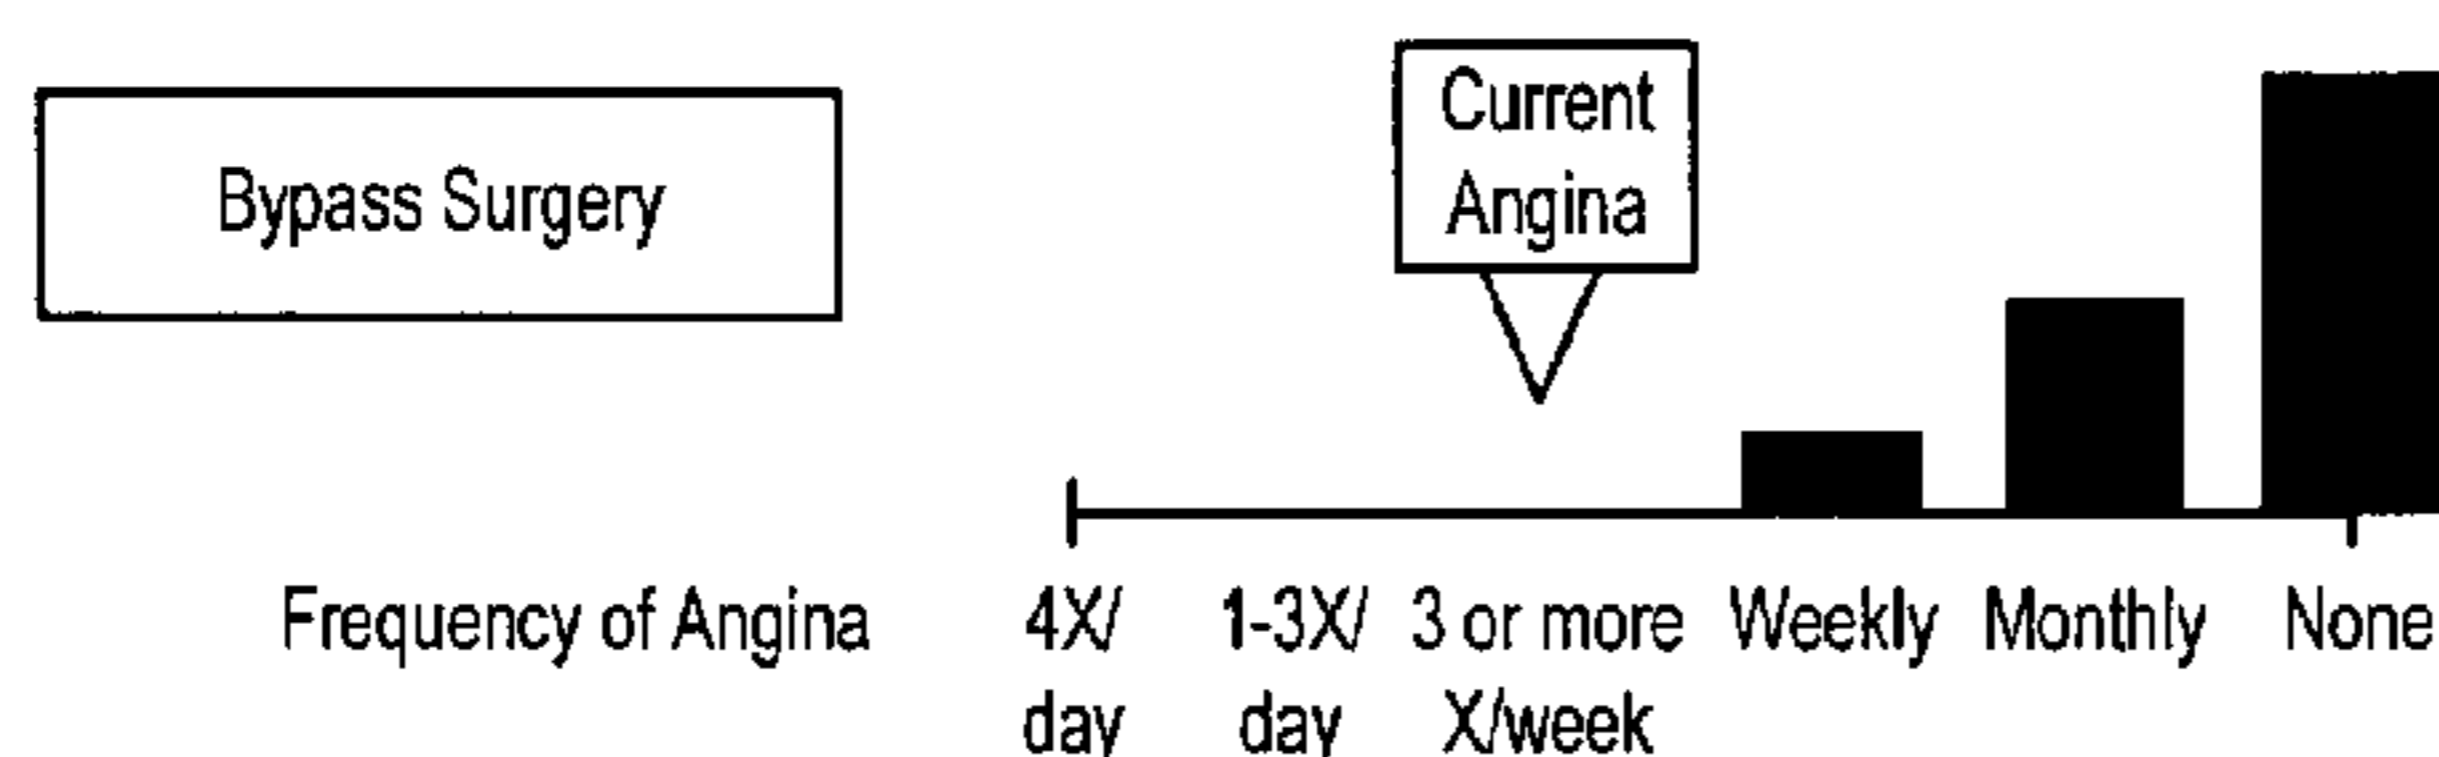 Current
Angina
Bypass Surgery
Frequency of Angina 4X/ 1-3X/ 3 or more Weekly Monthly None
day day X/week